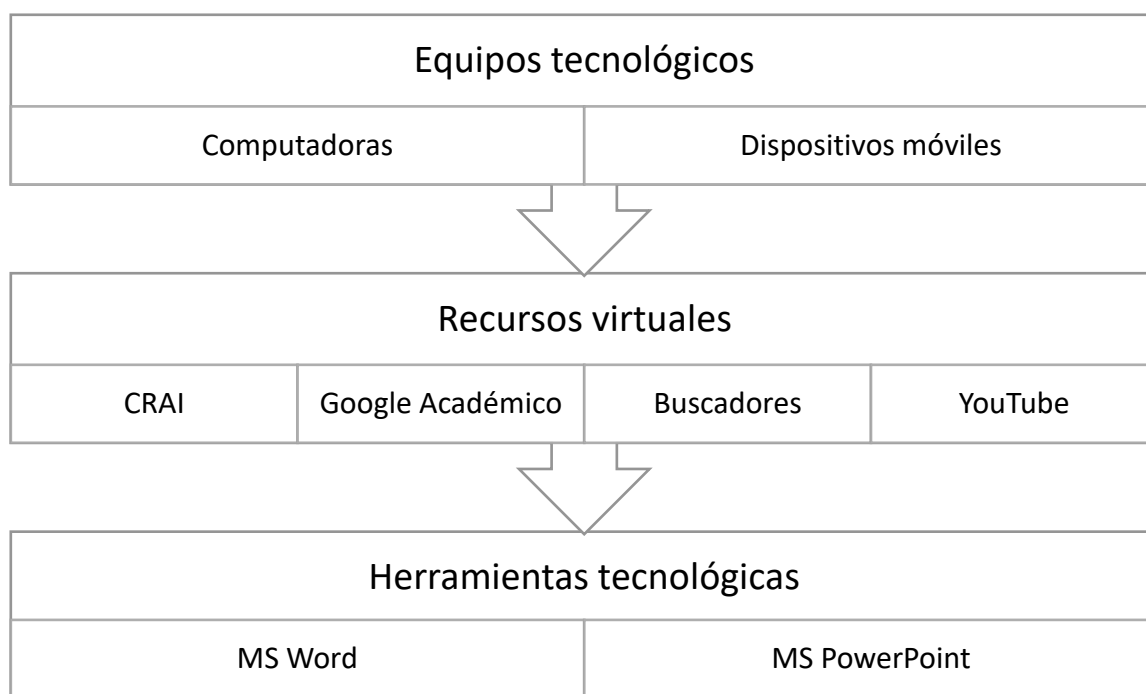 Equipos tecnológicos
Computadoras
Dispositivos móviles
Recursos virtuales
CRAI
Google Académico
Buscadores
YouTube
Herramientas tecnológicas
MS Word
MS PowerPoint